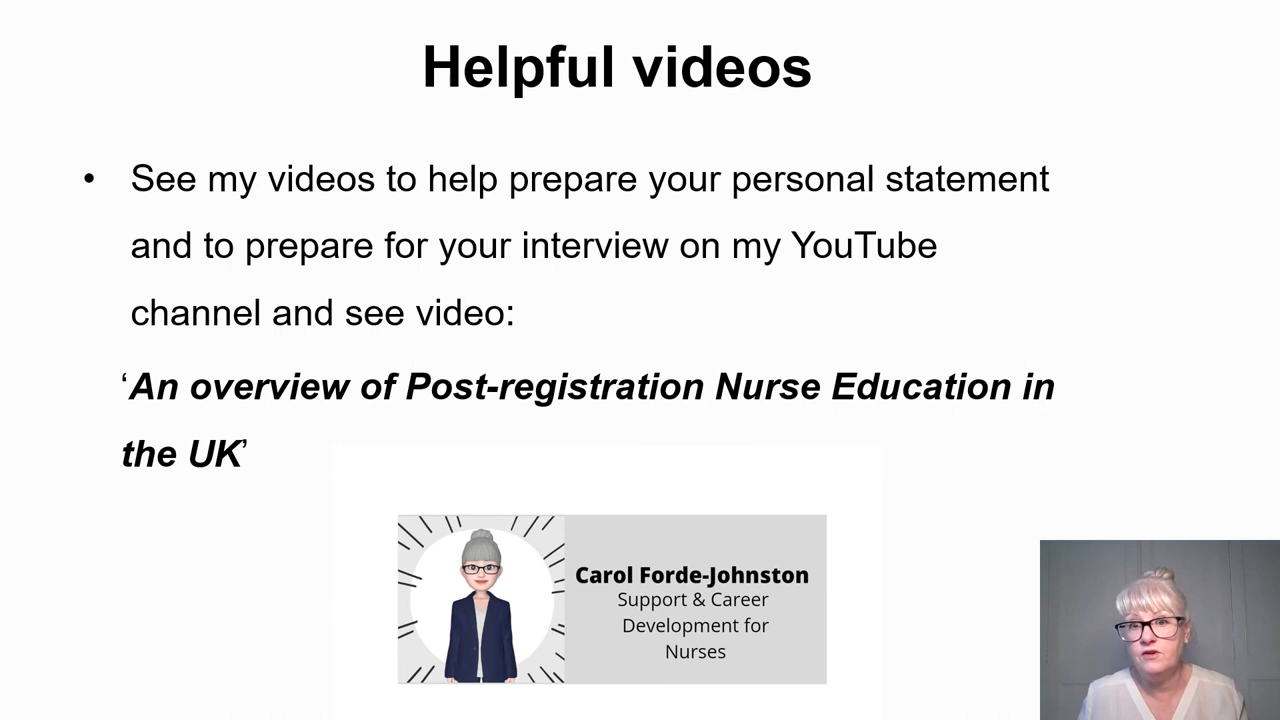 Helpful videos
• See my videos to help prepare your personal statement
and to prepare for your interview on my YouTube
channel and see video:
‘An overview of Post-registration Nurse Education in
the UK’
Carol Forde-Johnston
Support & Career
Development for
Nurses